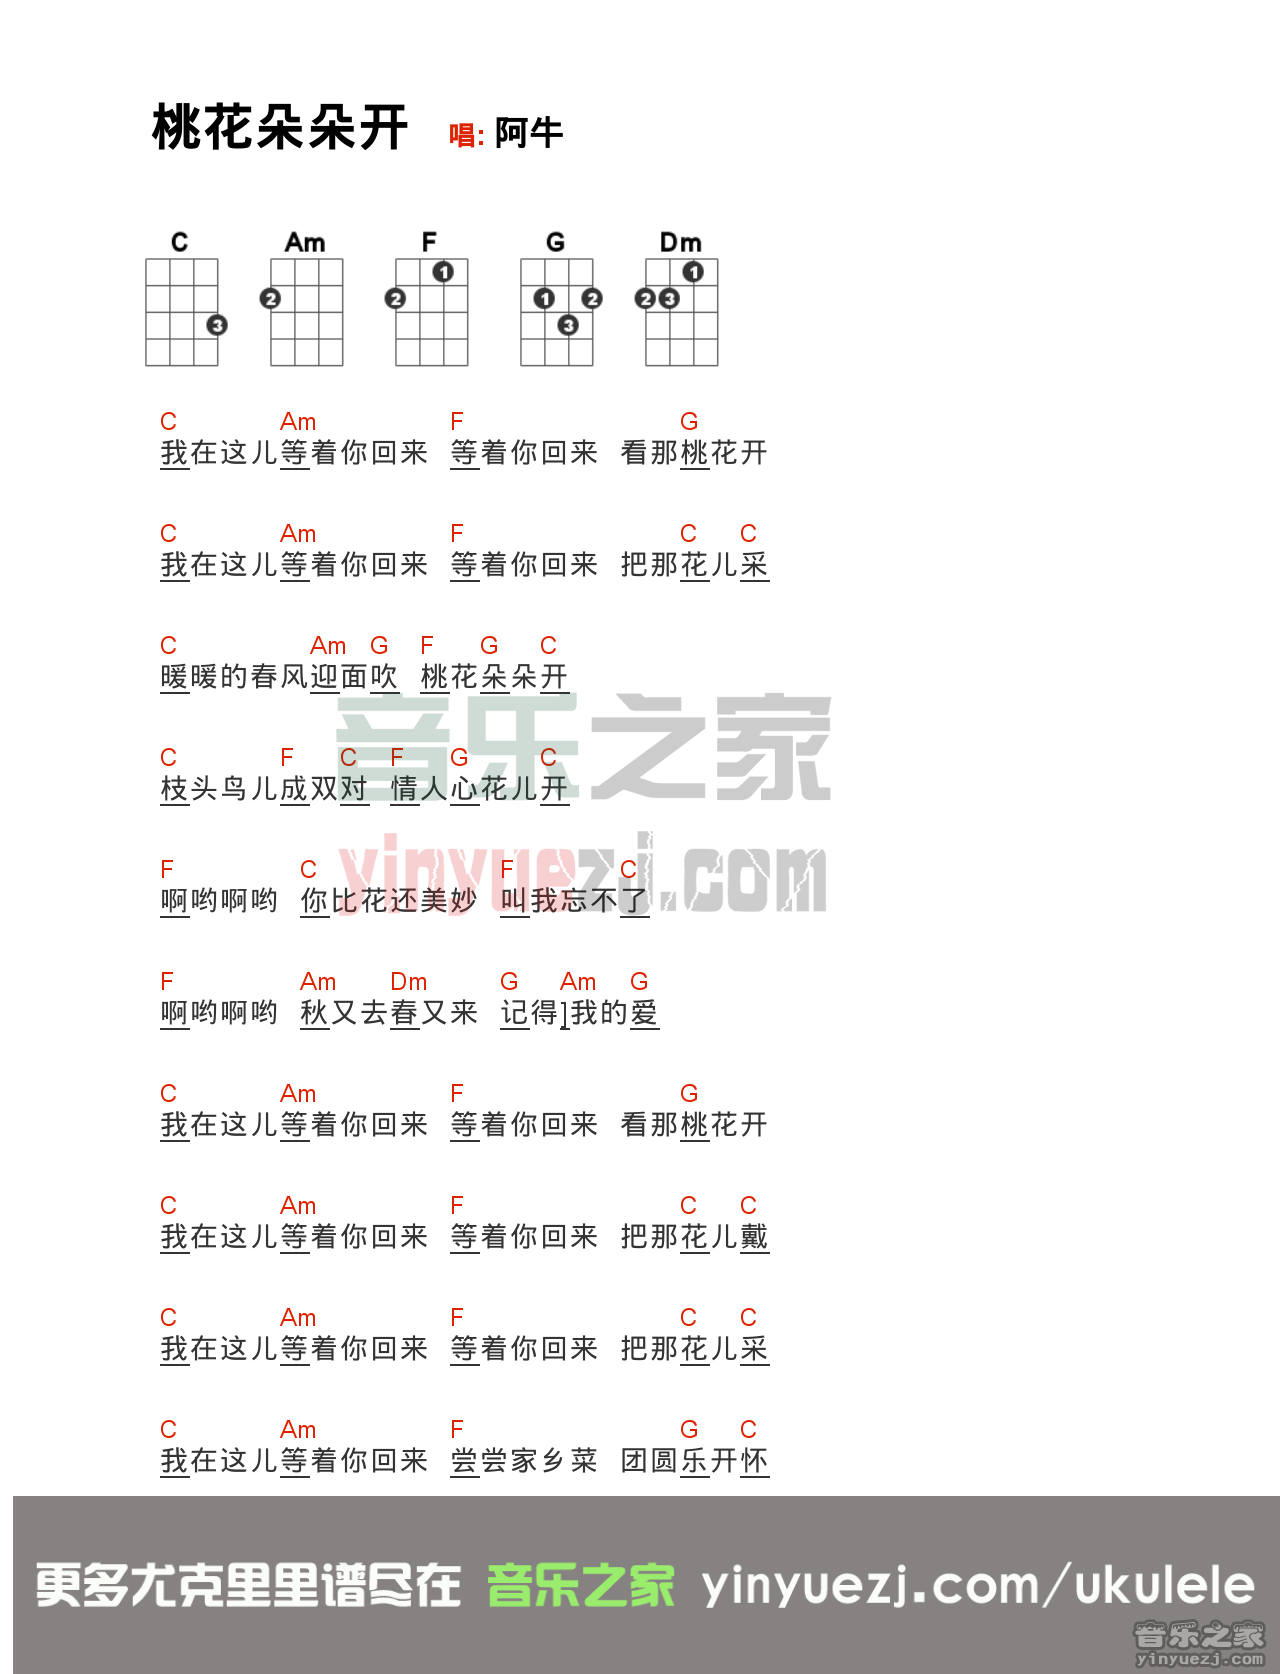 桃花朵朵开 唱: 阿牛
C Am F G Dm
2 3 2 1 1 2 3 2 3 1
C Am F G
我在这儿等着你回来 等着你回来 看那桃花开
C Am F C C
我在这儿等着你回来 等着你回来 把那花儿采
C Am G F G C
暖暖的春风迎面吹 桃花朵朵开
C F C F G C
枝头鸟儿成双对 情人心花儿开
F C F C
啊哟啊哟 你比花还美妙 叫我忘不了
F Am Dm G Am G
啊哟啊哟 秋又去春又来 记得]我的爱
C Am F G
我在这儿等着你回来 等着你回来 看那桃花开
C Am F C C
我在这儿等着你回来 等着你回来 把那花儿戴
C Am F C C
我在这儿等着你回来 等着你回来 把那花儿采
C Am F G C
我在这儿等着你回来 尝尝家乡菜 团圆乐开怀
音乐之家
yinyuezj.com
更多尤克里里谱尽在 音乐之家 yinyuezj.com/ukulele
音乐之家
yinyuezj.com